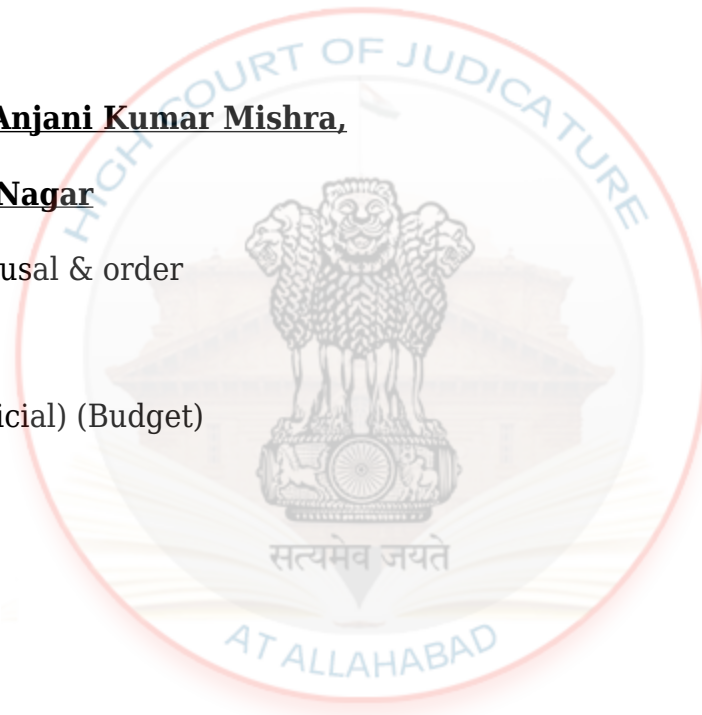 HIGH COURT OF JUDICATURE
Anjani Kumar Mishra,
Nagar
usal & order
icial) (Budget)
सत्यमेव जयते
AT ALLAHABAD